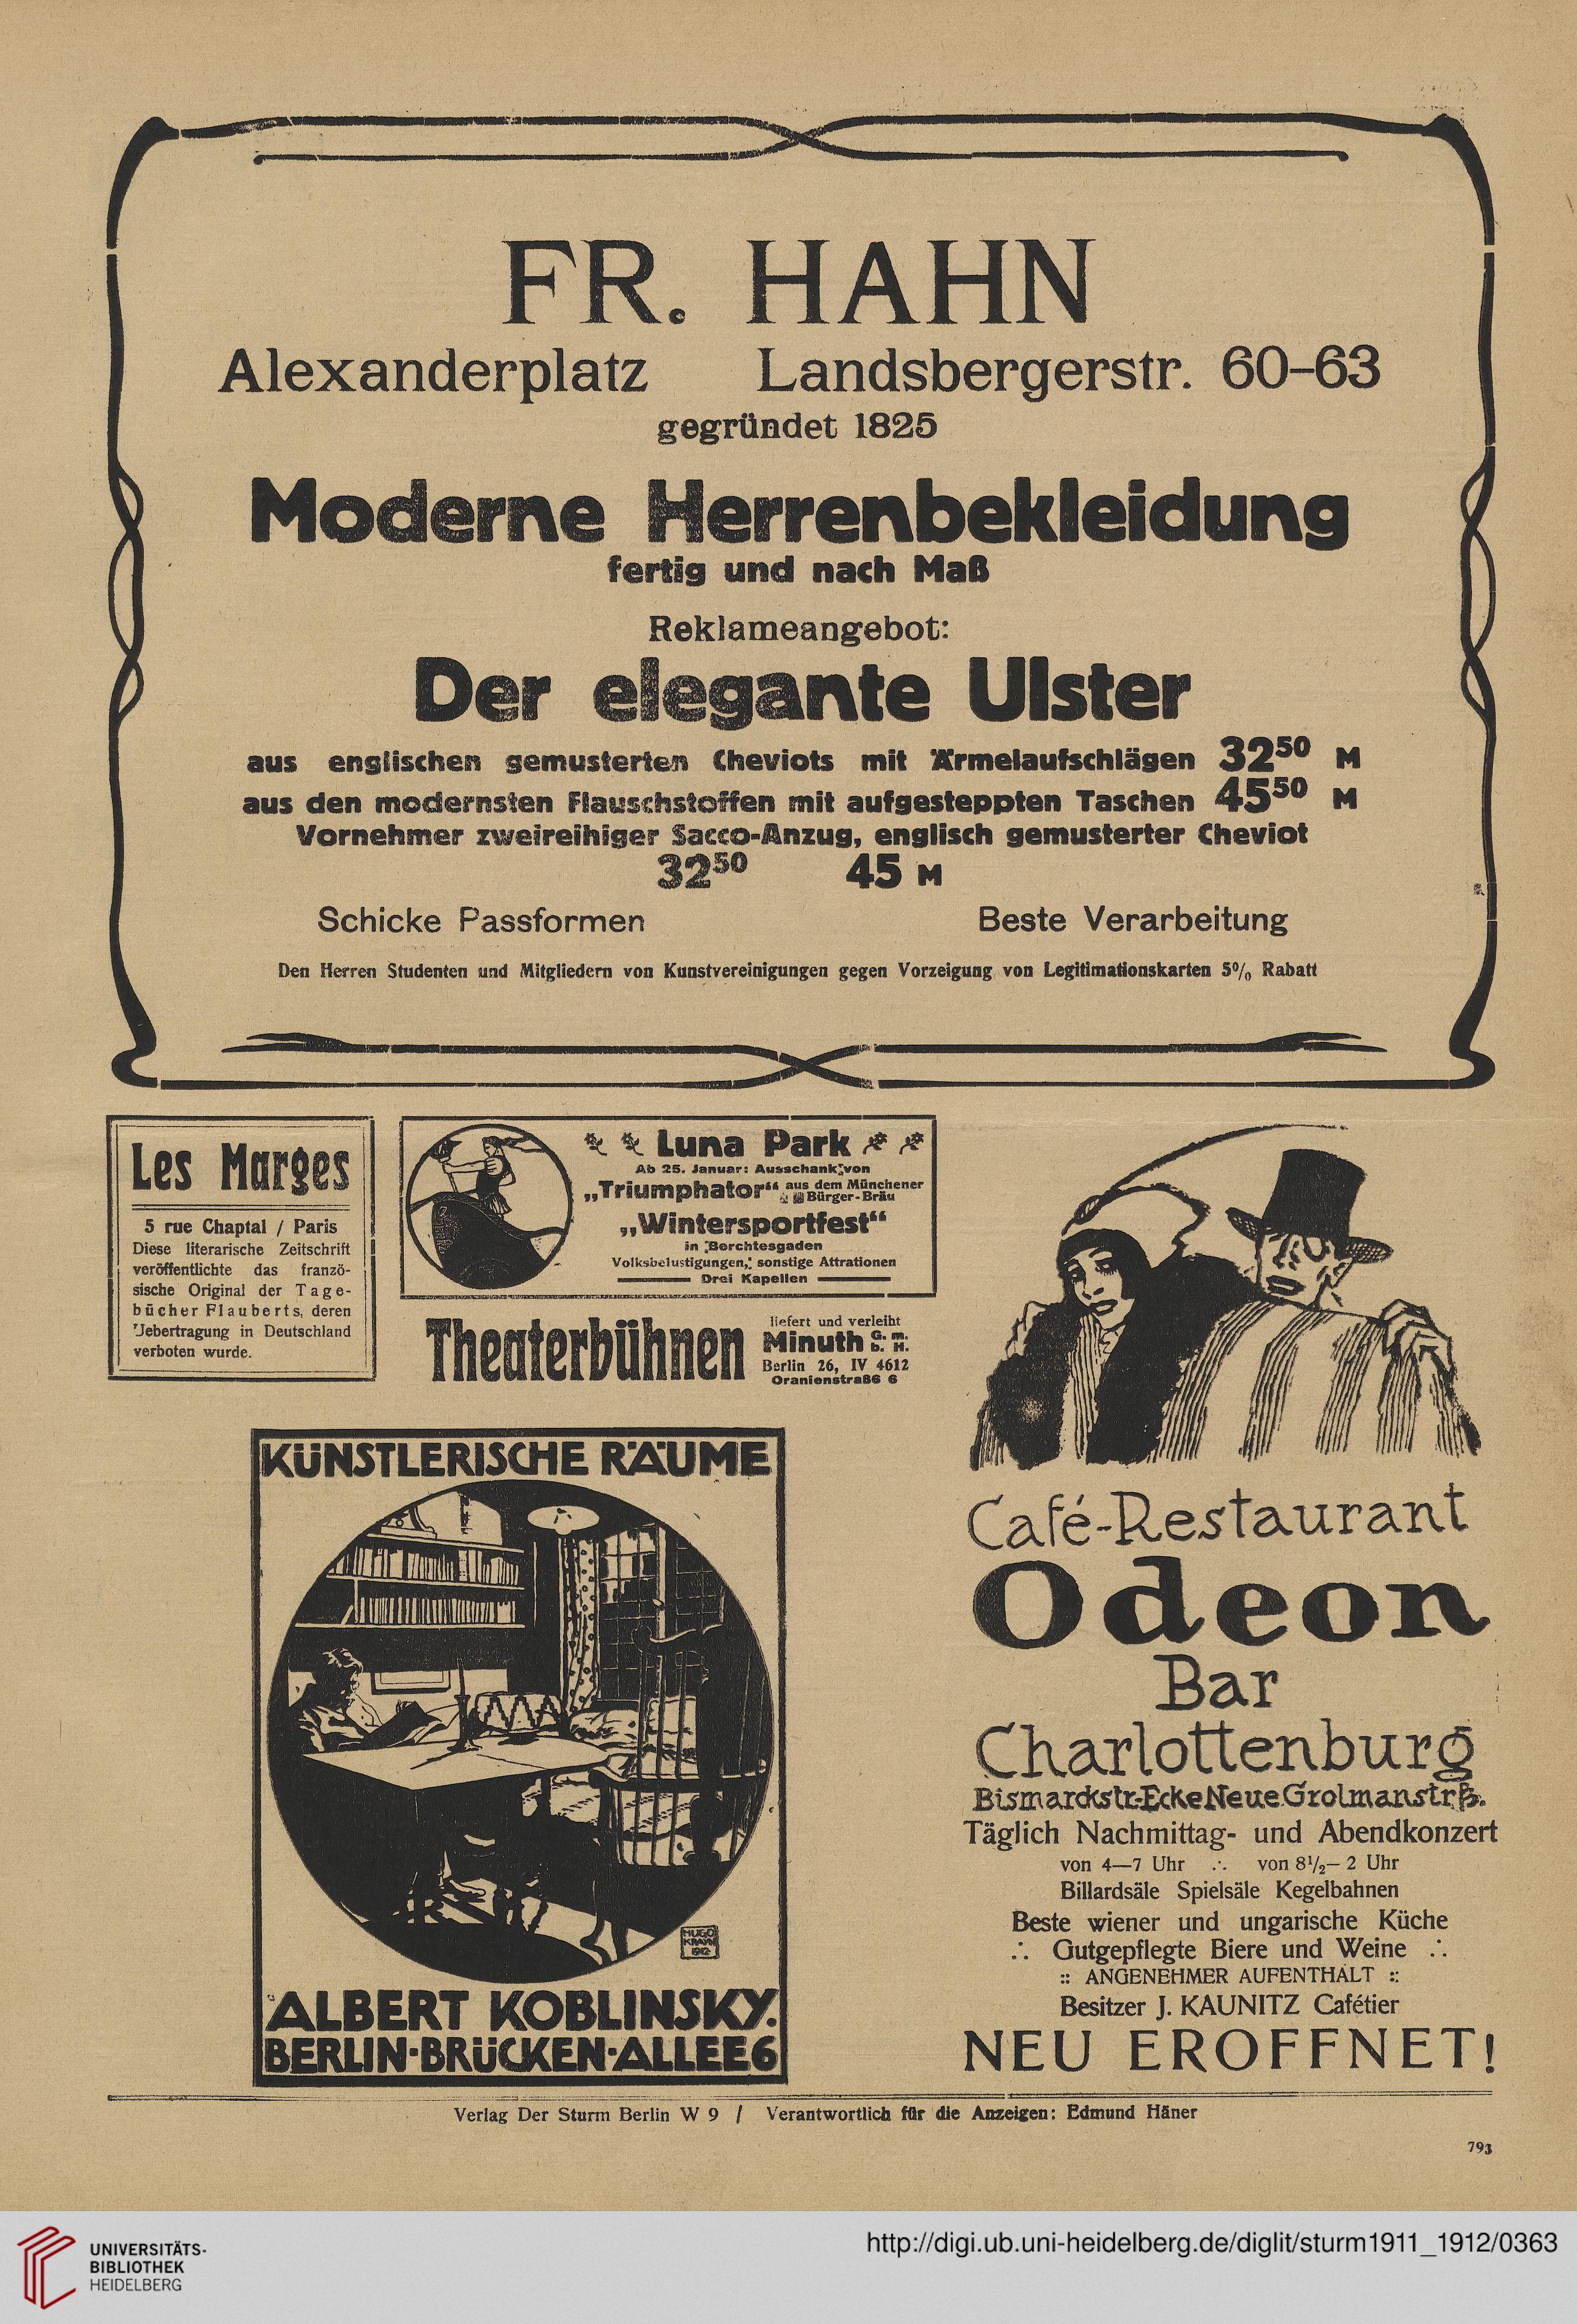 FR. HAHN
Alexanderplatz Landsbergerstr. 60-63
gegründet 1825
Moderne Herrenbekleidung
fertig und nach Maß
Reklameangebot:
Der elegante Ulster
aus englischen gemusterten Cheviots mit Ärmelaufschlägen 32⁵⁰ M
aus den modernsten Flauschstoffen mit aufgesteppten Taschen 45⁵⁰ M
Vornehmer zweireihiger Sacco-Anzug, englisch gemusterter Cheviot
32⁵⁰ 45 M
Schicke Passformen Beste Verarbeitung
Den Herren Studenten und Mitgliedern von Kunstvereinigungen gegen Vorzeigung von Legitimationskarten 5% Rabatt
Les Marges
5 rue Chaptal / Paris
Diese literarische Zeitschrift
veröffentlichte das franzö-
sische Original der Tage-
bücher Flauberts, deren
Uebertragung in Deutschland
verboten wurde.
Luna Park
Ab 25. Januar: Ausschank von
„Triumphator“ aus dem Münchener
Bürger-Bräu
„Wintersportfest“
in Berchtesgaden
Volksbelustigungen, sonstige Attrationen
Drei Kapellen
Theaterbühnen
liefert und verleiht
Minuth G. m. b. H.
Berlin 26, IV 4612
Oranienstraße 6
KÜNSTLERISCHE RÄUME
HUGO
KRAYN
1912
ALBERT KOBLINSKY.
BERLIN·BRÜCKEN·ALLEE 6
Café-Restaurant
Odeon
Bar
Charlottenburg
Bismarckstr-Ecke Neue Grolmanstrß.
Täglich Nachmittag- und Abendkonzert
von 4—7 Uhr ∴ von 8½— 2 Uhr
Billardsäle Spielsäle Kegelbahnen
Beste wiener und ungarische Küche
∴ Gutgepflegte Biere und Weine ∴
:: ANGENEHMER AUFENTHALT ::
Besitzer J. KAUNITZ Cafétier
NEU EROFFNET!
Verlag Der Sturm Berlin W 9 / Verantwortlich für die Anzeigen: Edmund Häner
793
UNIVERSITÄTS-
BIBLIOTHEK
HEIDELBERG
http://digi.ub.uni-heidelberg.de/diglit/sturm1911_1912/0363